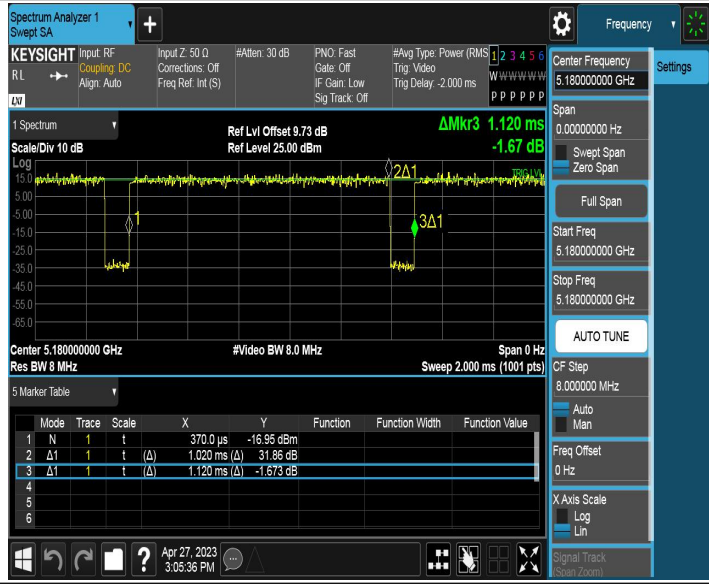 Spectrum Analyzer 1
Swept SA
+
Frequency
KEYSIGHT
RL
LXI
Input: RF
Coupling: DC
Align: Auto
Input Z: 50 Ω
Corrections: Off
Freq Ref: Int (S)
#Atten: 30 dB
PNO: Fast
Gate: Off
IF Gain: Low
Sig Track: Off
#Avg Type: Power (RMS
Trig: Video
Trig Delay: -2.000 ms
1 2 3 4 5 6
W W W W W W
P P P P P P
1 Spectrum
Scale/Div 10 dB
Ref Lvl Offset 9.73 dB
Ref Level 25.00 dBm
ΔMkr3 1.120 ms
-1.67 dB
Log
15.0
5.00
-5.00
-15.0
-25.0
-35.0
-45.0
-55.0
-65.0
1
2Δ1
3Δ1
TRIG LVL
Center 5.180000000 GHz
#Video BW 8.0 MHz
Span 0 Hz
Res BW 8 MHz
Sweep 2.000 ms (1001 pts)
5 Marker Table
Mode Trace Scale X Y Function Function Width Function Value
1 N 1 t 370.0 µs -16.95 dBm
2 Δ1 1 t (Δ) 1.020 ms (Δ) 31.86 dB
3 Δ1 1 t (Δ) 1.120 ms (Δ) -1.673 dB
4
5
6
?
Apr 27, 2023
3:05:36 PM
Center Frequency
5.180000000 GHz
Settings
Span
0.00000000 Hz
Swept Span
Zero Span
Full Span
Start Freq
5.180000000 GHz
Stop Freq
5.180000000 GHz
AUTO TUNE
CF Step
8.000000 MHz
Auto
Man
Freq Offset
0 Hz
X Axis Scale
Log
Lin
Signal Track
(Span Zoom)